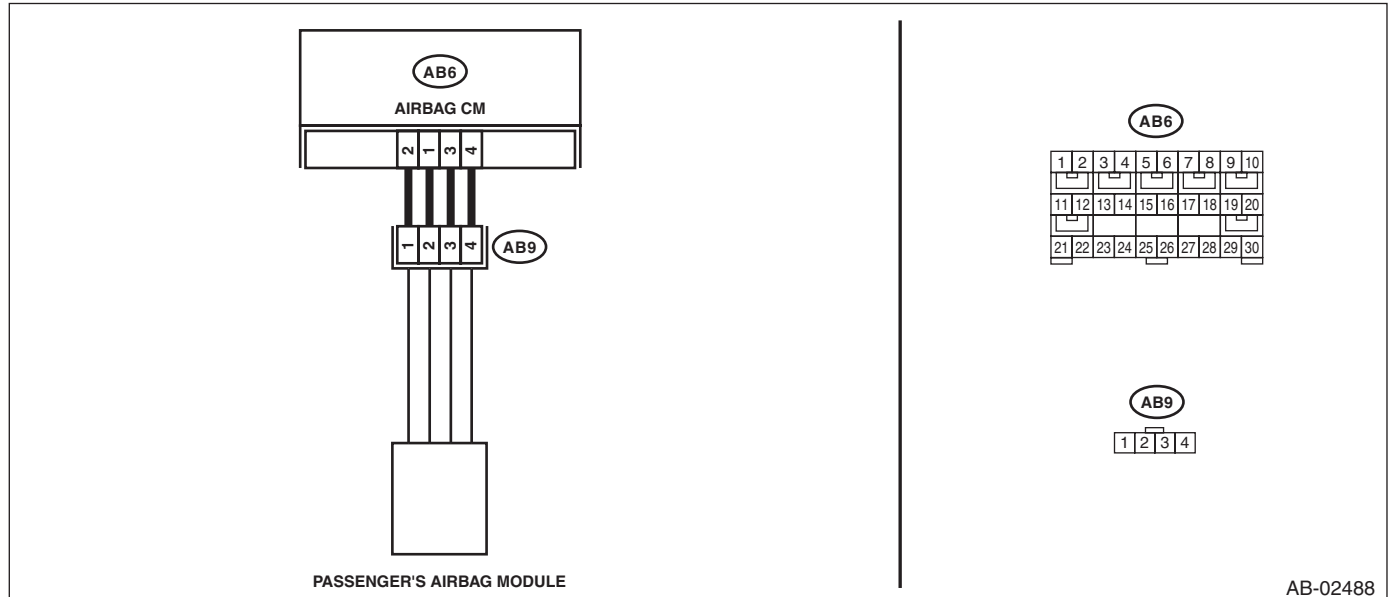 AB6
AIRBAG CM
2 1 3 4
1 2 3 4
AB9
PASSENGER'S AIRBAG MODULE
AB6
1 2 3 4 5 6 7 8 9 10
11 12 13 14 15 16 17 18 19 20
21 22 23 24 25 26 27 28 29 30
AB9
1 2 3 4
AB-02488